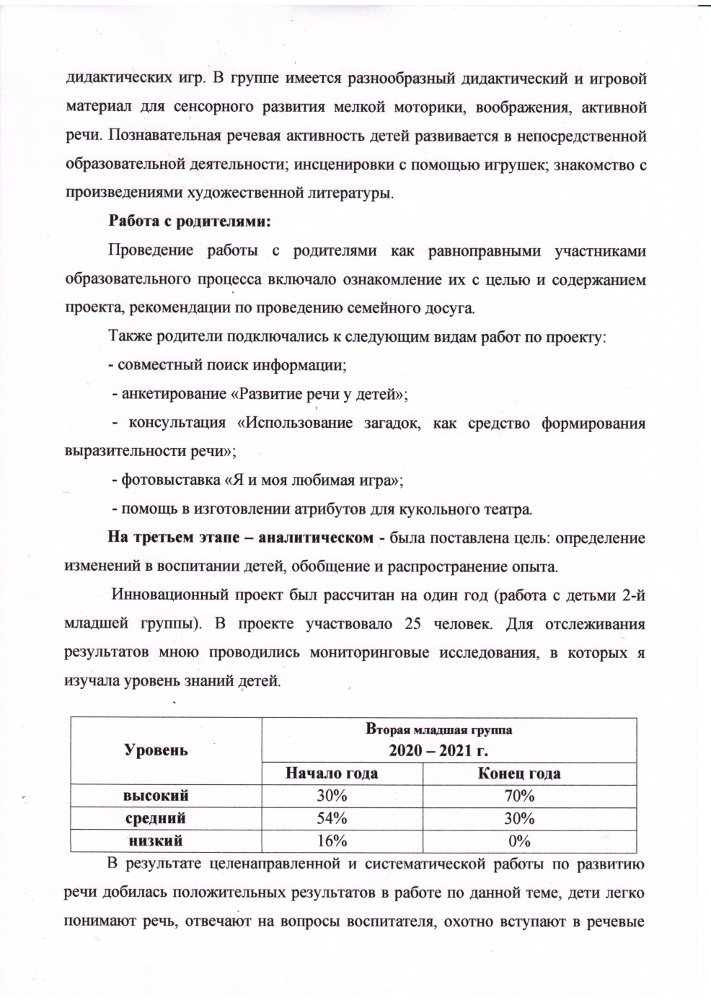 дидактических игр. В группе имеется разнообразный дидактический и игровой
материал для сенсорного развития мелкой моторики, воображения, активной
речи. Познавательная речевая активность детей развивается в непосредственной
образовательной деятельности; инсценировки с помощью игрушек; знакомство с
произведениями художественной литературы.
Работа с родителями:
Проведение работы с родителями как равноправными участниками
образовательного процесса включало ознакомление их с целью и содержанием
проекта, рекомендации по проведению семейного досуга.
Также родители подключались к следующим видам работ по проекту:
- совместный поиск информации;
- анкетирование «Развитие речи у детей»;
- консультация «Использование загадок, как средство формирования
выразительности речи»;
- фотовыставка «Я и моя любимая игра»;
- помощь в изготовлении атрибутов для кукольного театра.
На третьем этапе – аналитическом - была поставлена цель: определение
изменений в воспитании детей, обобщение и распространение опыта.
Инновационный проект был рассчитан на один год (работа с детьми 2-й
младшей группы). В проекте участвовало 25 человек. Для отслеживания
результатов мною проводились мониторинговые исследования, в которых я
изучала уровень знаний детей.
Уровень
Вторая младшая группа
2020 – 2021 г.
Начало года Конец года
высокий 30% 70%
средний 54% 30%
низкий 16% 0%
В результате целенаправленной и систематической работы по развитию
речи добилась положительных результатов в работе по данной теме, дети легко
понимают речь, отвечают на вопросы воспитателя, охотно вступают в речевые